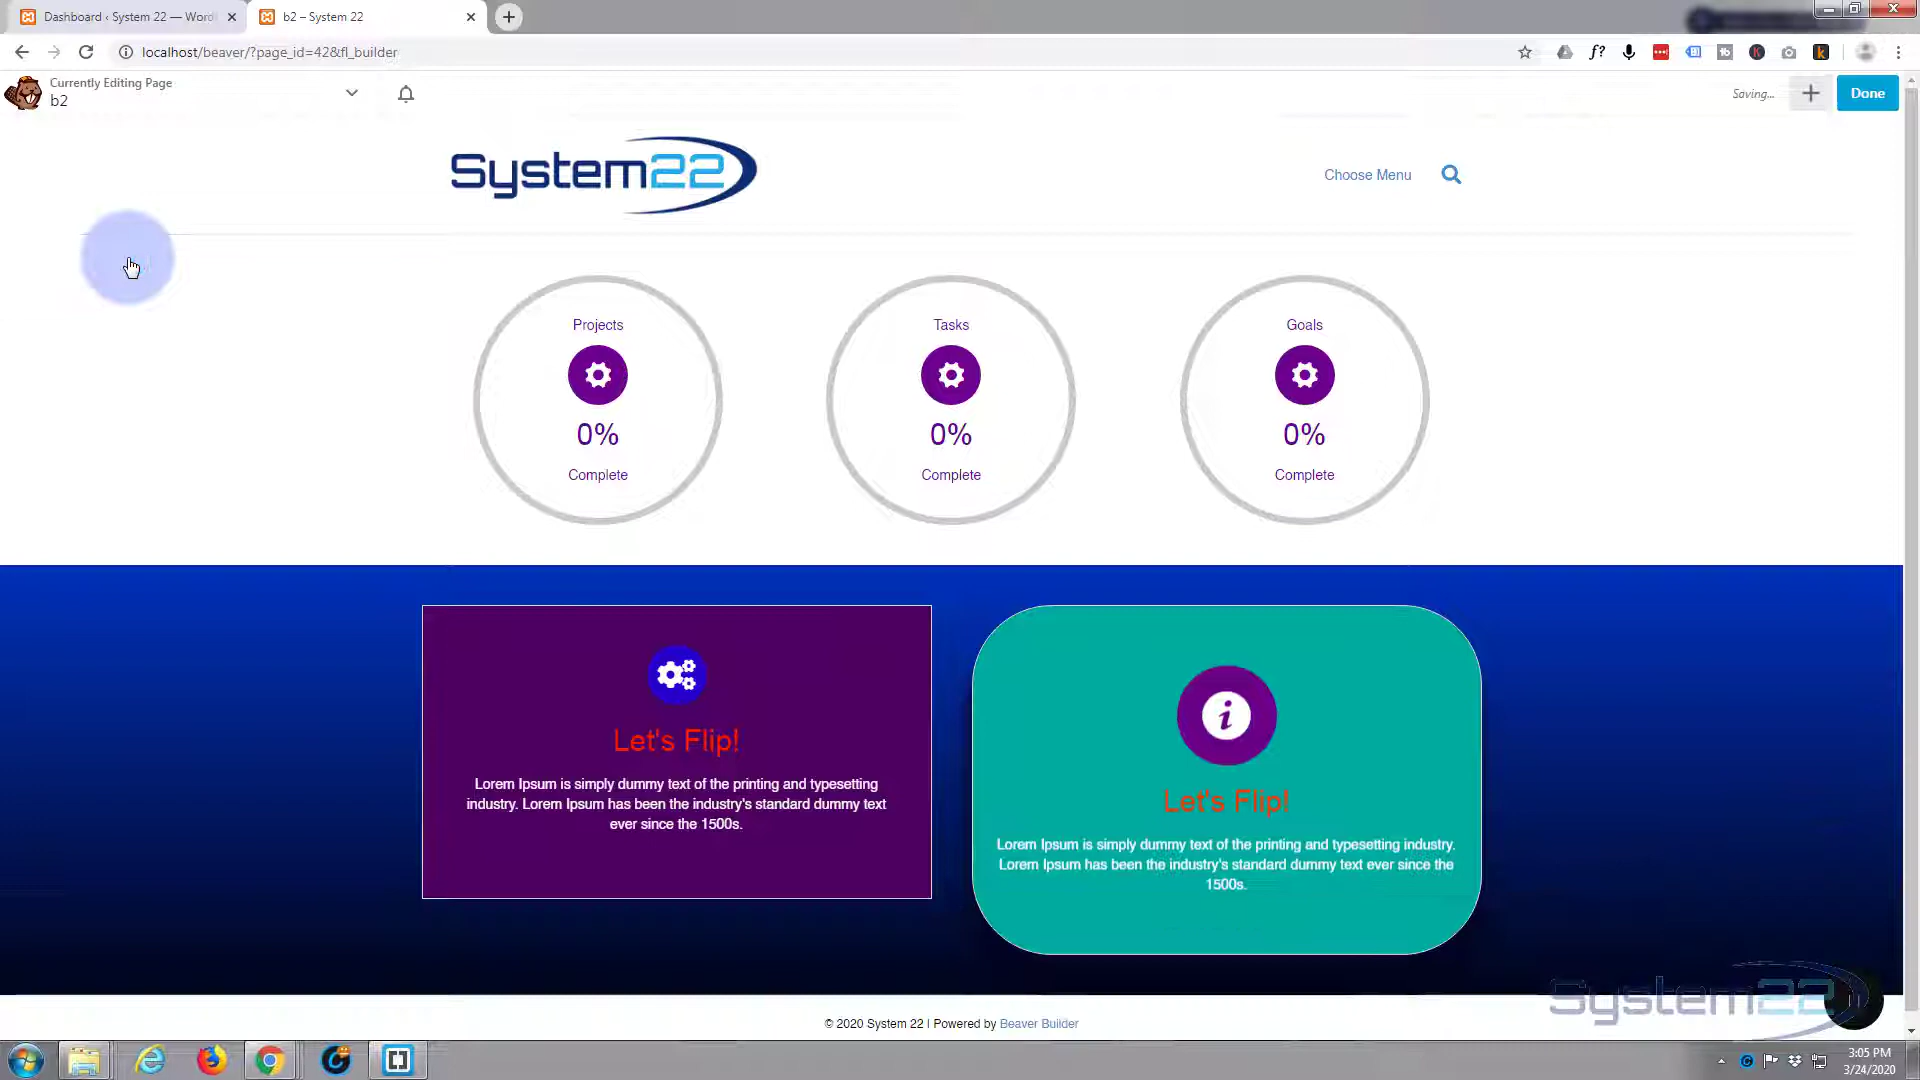 Dashboard ‹ System 22 — Word
b2 – System 22
localhost/beaver/?page_id=42&fl_builder
Currently Editing Page
b2
Saving...
Done
System22
Choose Menu
Projects
0%
Complete
Tasks
0%
Complete
Goals
0%
Complete
Let's Flip!
Lorem Ipsum is simply dummy text of the printing and typesetting
industry. Lorem Ipsum has been the industry's standard dummy text
ever since the 1500s.
Let's Flip!
Lorem Ipsum is simply dummy text of the printing and typesetting industry.
Lorem Ipsum has been the industry's standard dummy text ever since the
1500s.
System22
© 2020 System 22 | Powered by Beaver Builder
3:05 PM
3/24/2020